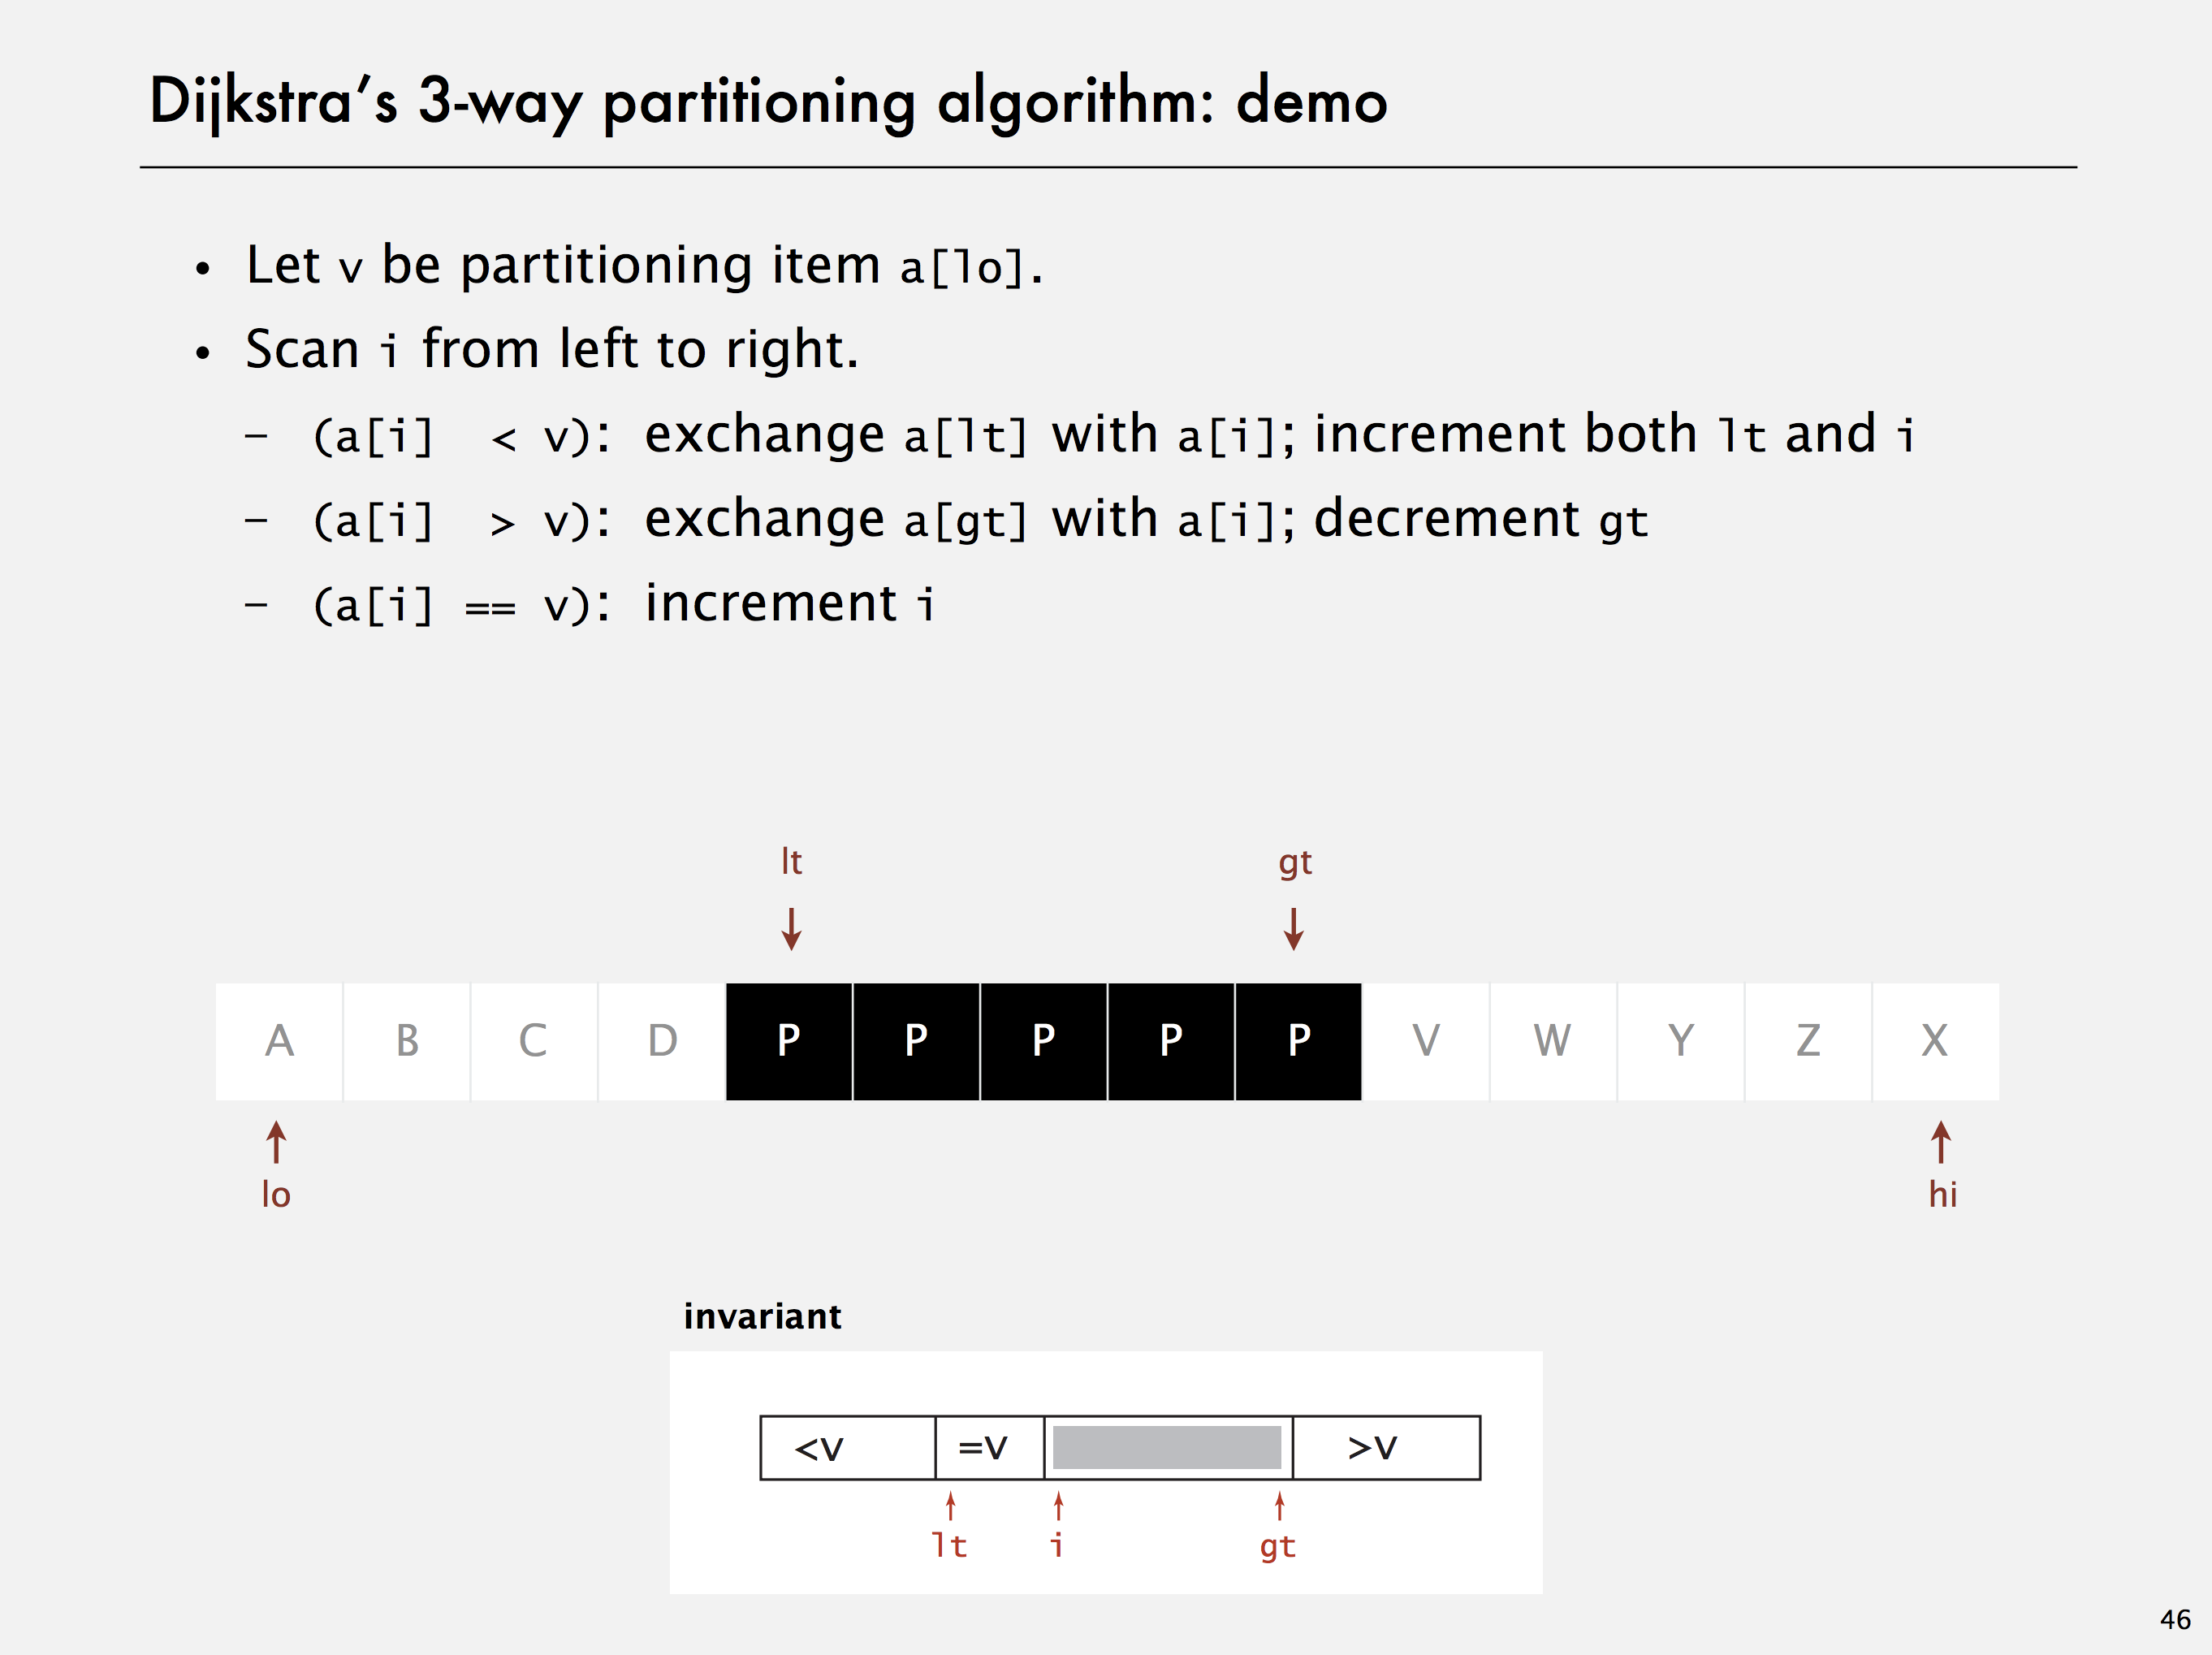 Dijkstra’s 3-way partitioning algorithm: demo
• Let v be partitioning item a[lo].
• Scan i from left to right.
– (a[i] < v): exchange a[lt] with a[i]; increment both lt and i
– (a[i] > v): exchange a[gt] with a[i]; decrement gt
– (a[i] == v): increment i
lt gt
A B C D P P P P P V W Y Z X
lo hi
invariant
<v =v >v
lt i gt
46